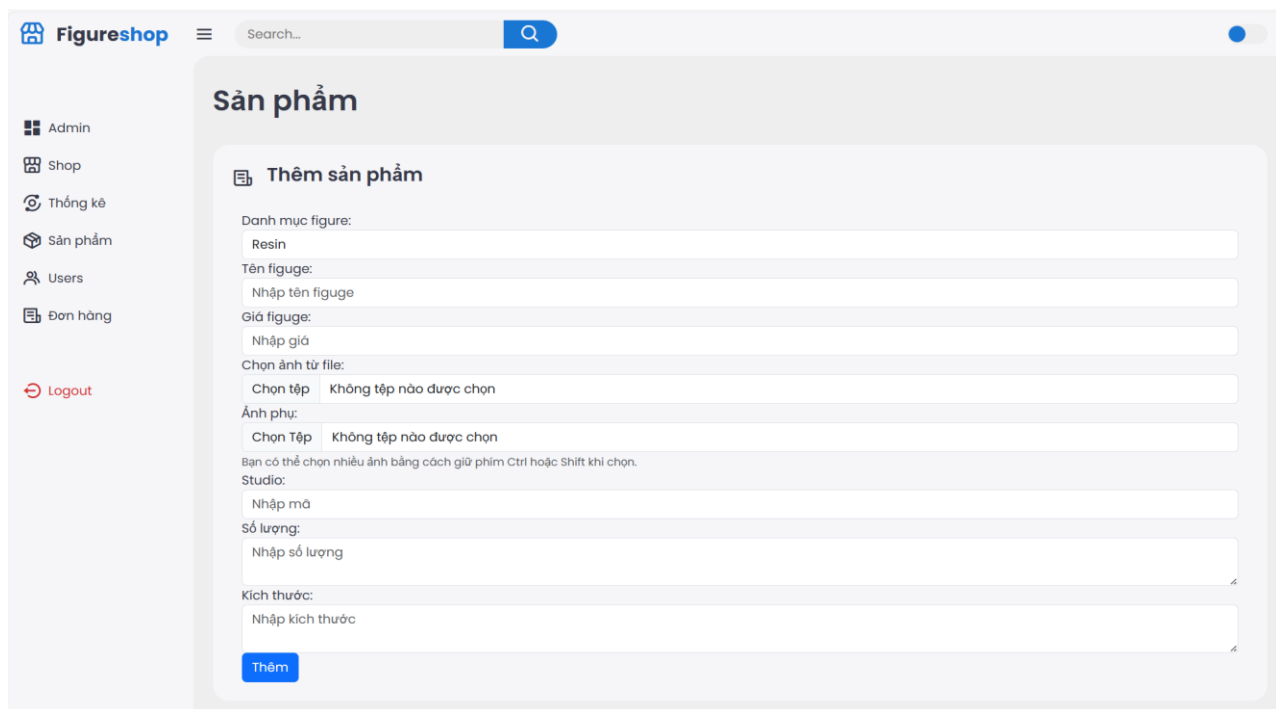 Figureshop
Search...
Admin
Shop
Thống kê
Sản phẩm
Users
Đơn hàng
Logout
Sản phẩm
Thêm sản phẩm
Danh mục figure:
Resin
Tên figuge:
Nhập tên figuge
Giá figuge:
Nhập giá
Chọn ảnh từ file:
Chọn tệp Không tệp nào được chọn
Ảnh phụ:
Chọn Tệp Không tệp nào được chọn
Bạn có thể chọn nhiều ảnh bằng cách giữ phím Ctrl hoặc Shift khi chọn.
Studio:
Nhập mã
Số lượng:
Nhập số lượng
Kích thước:
Nhập kích thước
Thêm